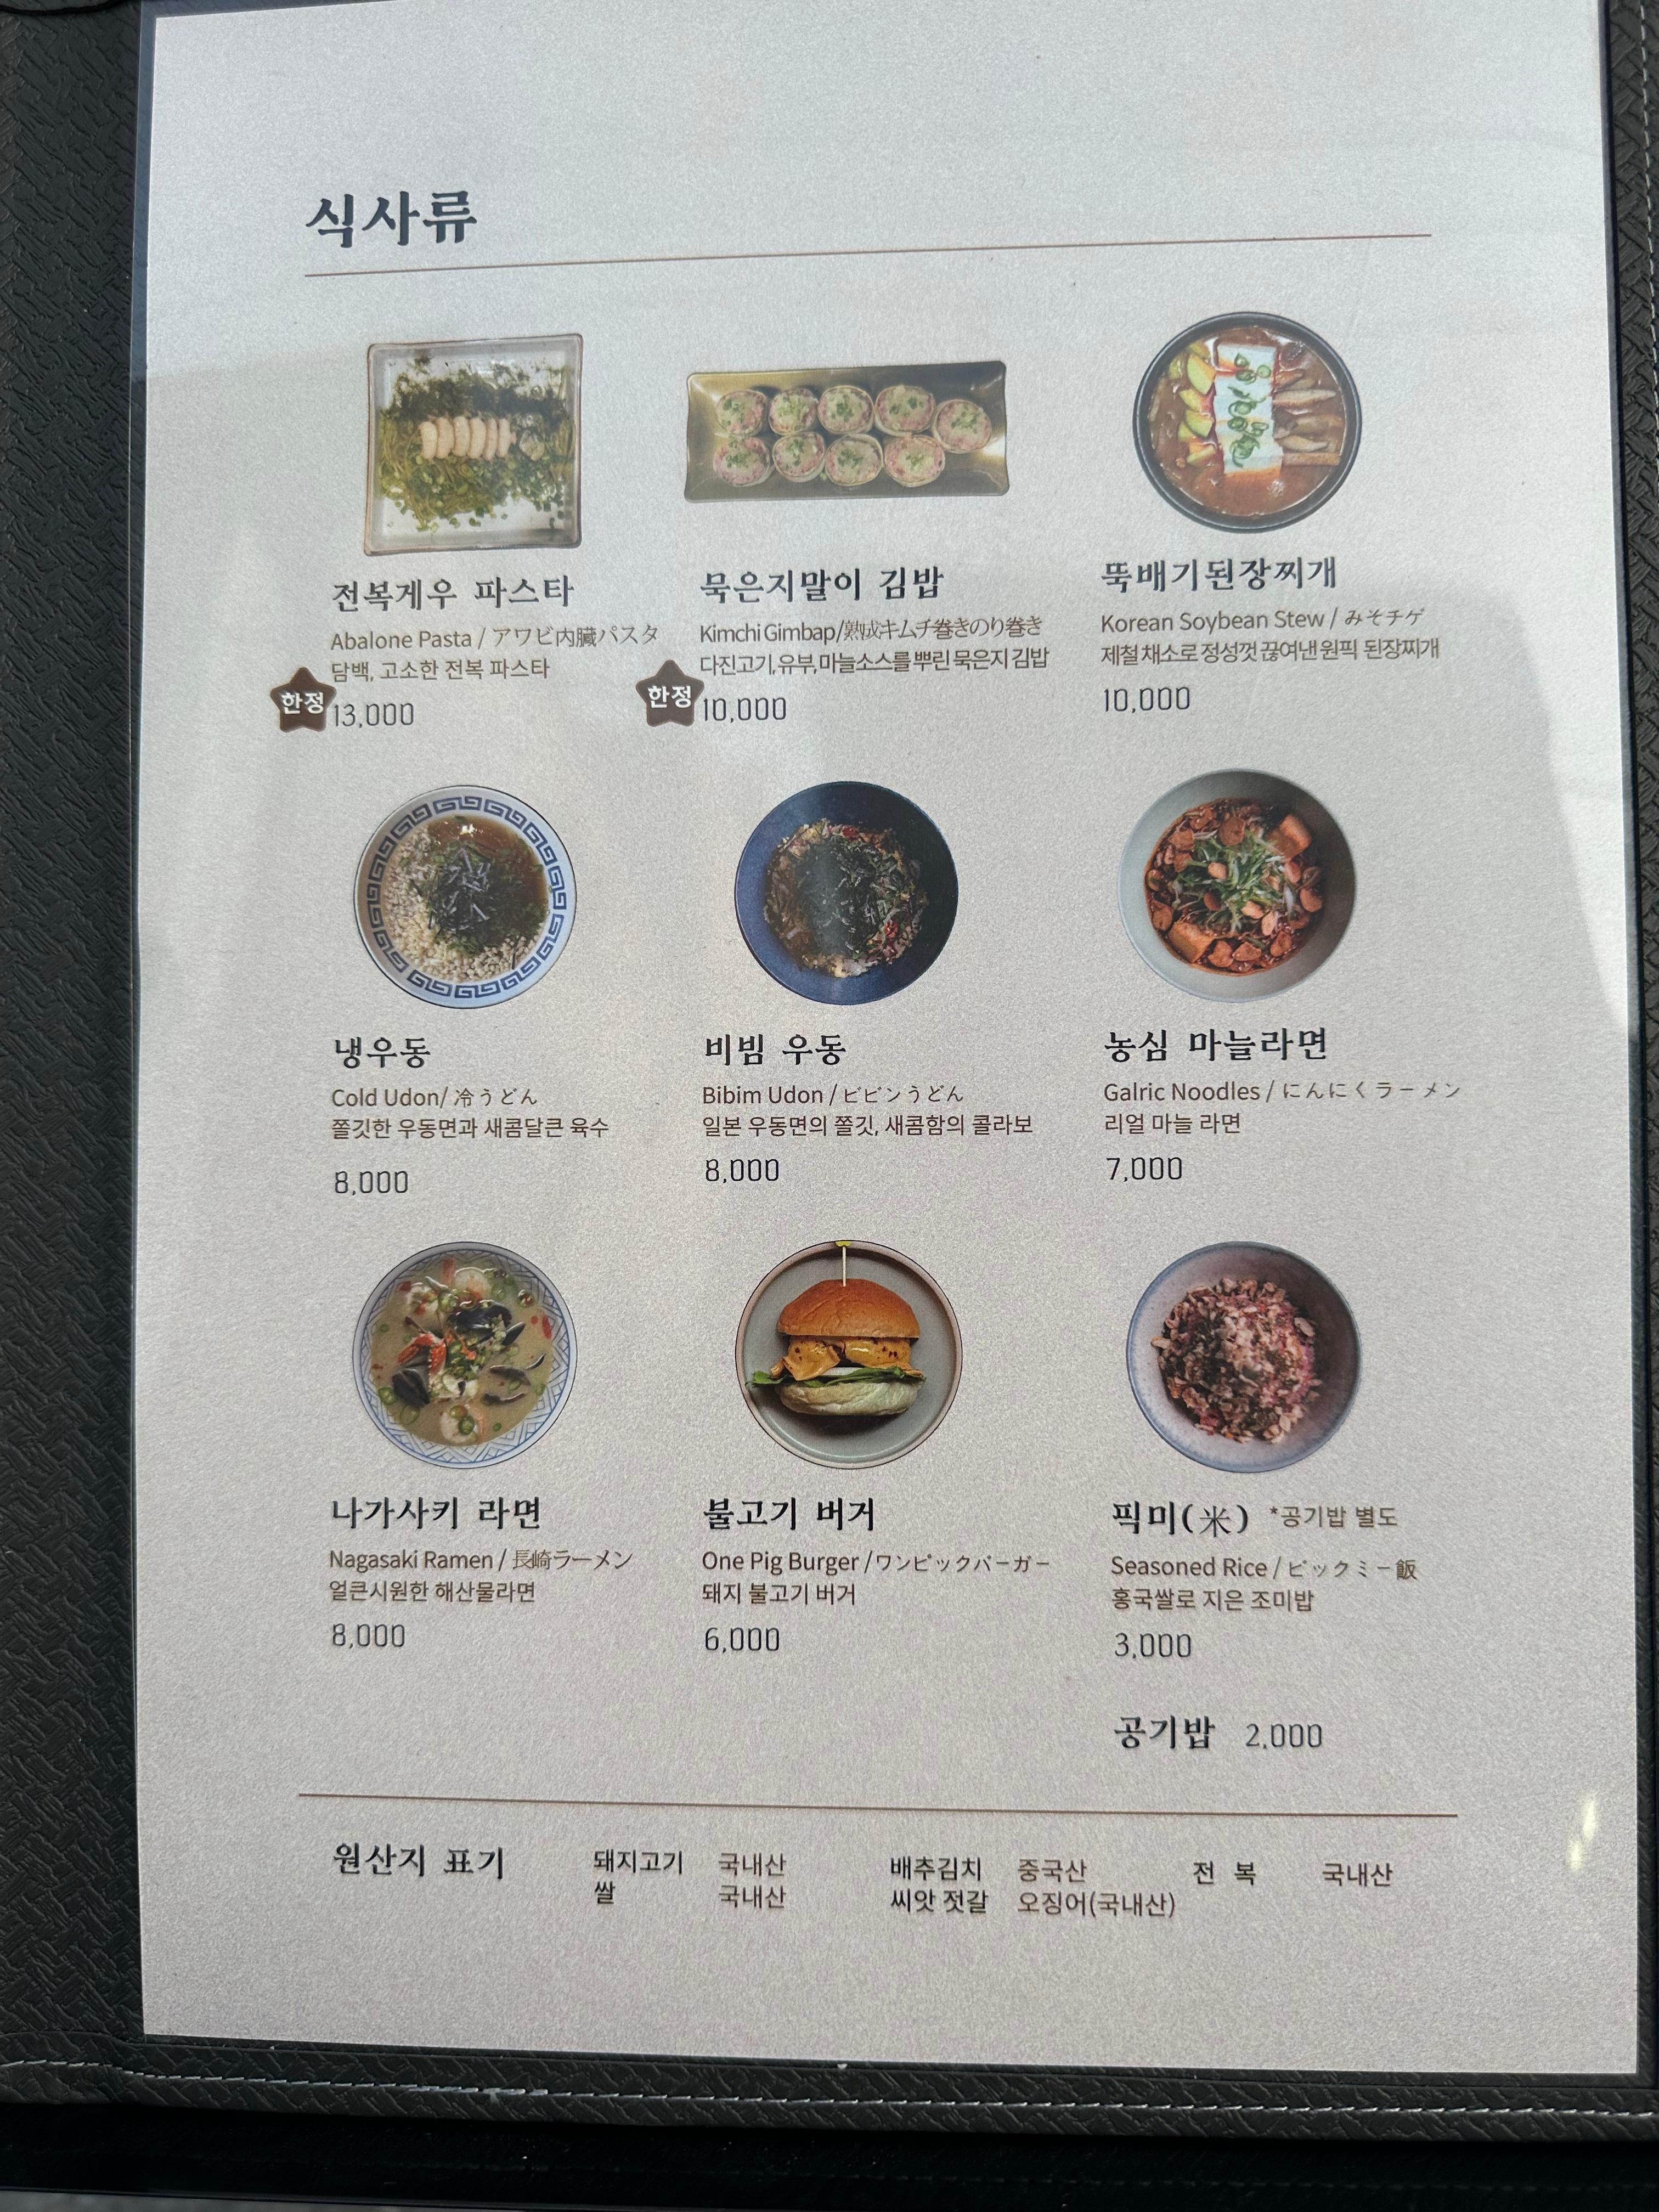 식사류
전복게우 파스타
Abalone Pasta / アワビ内臓パスタ
담백, 고소한 전복 파스타
한정
13,000
묵은지말이 김밥
Kimchi Gimbap/熟成キムチ巻きのり巻き
다진고기,유부,마늘소스를 뿌린 묵은지 김밥
한정
10,000
뚝배기된장찌개
Korean Soybean Stew / みそチゲ
제철 채소로 정성껏 끊여낸 원픽 된장찌개
10,000
냉우동
Cold Udon/ 冷うどん
쫄깃한 우동면과 새콤달큰 육수
8,000
비빔 우동
Bibim Udon / ビビンうどん
일본 우동면의 쫄깃, 새콤함의 콜라보
8,000
농심 마늘라면
Galric Noodles / にんにくラーメン
리얼 마늘 라면
7,000
나가사키 라면
Nagasaki Ramen / 長崎ラーメン
얼큰시원한 해산물라면
8,000
불고기 버거
One Pig Burger /ワンピックバーガー
돼지 불고기 버거
6,000
픽미(米) *공기밥 별도
Seasoned Rice / ピックミー飯
홍국쌀로 지은 조미밥
3,000
공기밥 2,000
원산지 표기
돼지고기 국내산
쌀 국내산
배추김치 중국산
씨앗 젓갈 오징어(국내산)
전 복 국내산